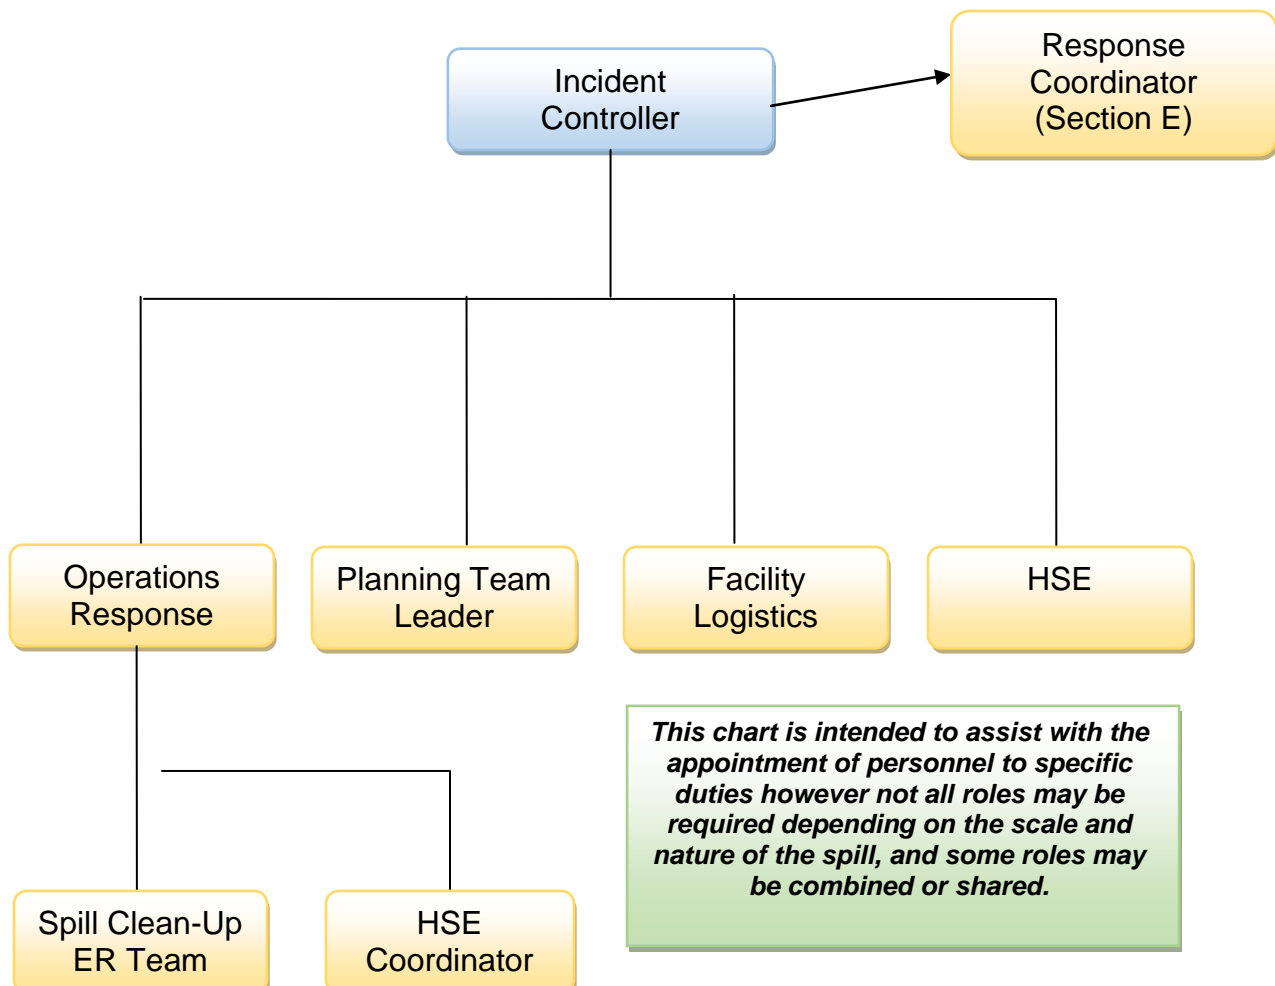 Incident
Controller
Response
Coordinator
(Section E)
Operations
Response
Planning Team
Leader
Facility
Logistics
HSE
This chart is intended to assist with the
appointment of personnel to specific
duties however not all roles may be
required depending on the scale and
nature of the spill, and some roles may
be combined or shared.
Spill Clean-Up
ER Team
HSE
Coordinator